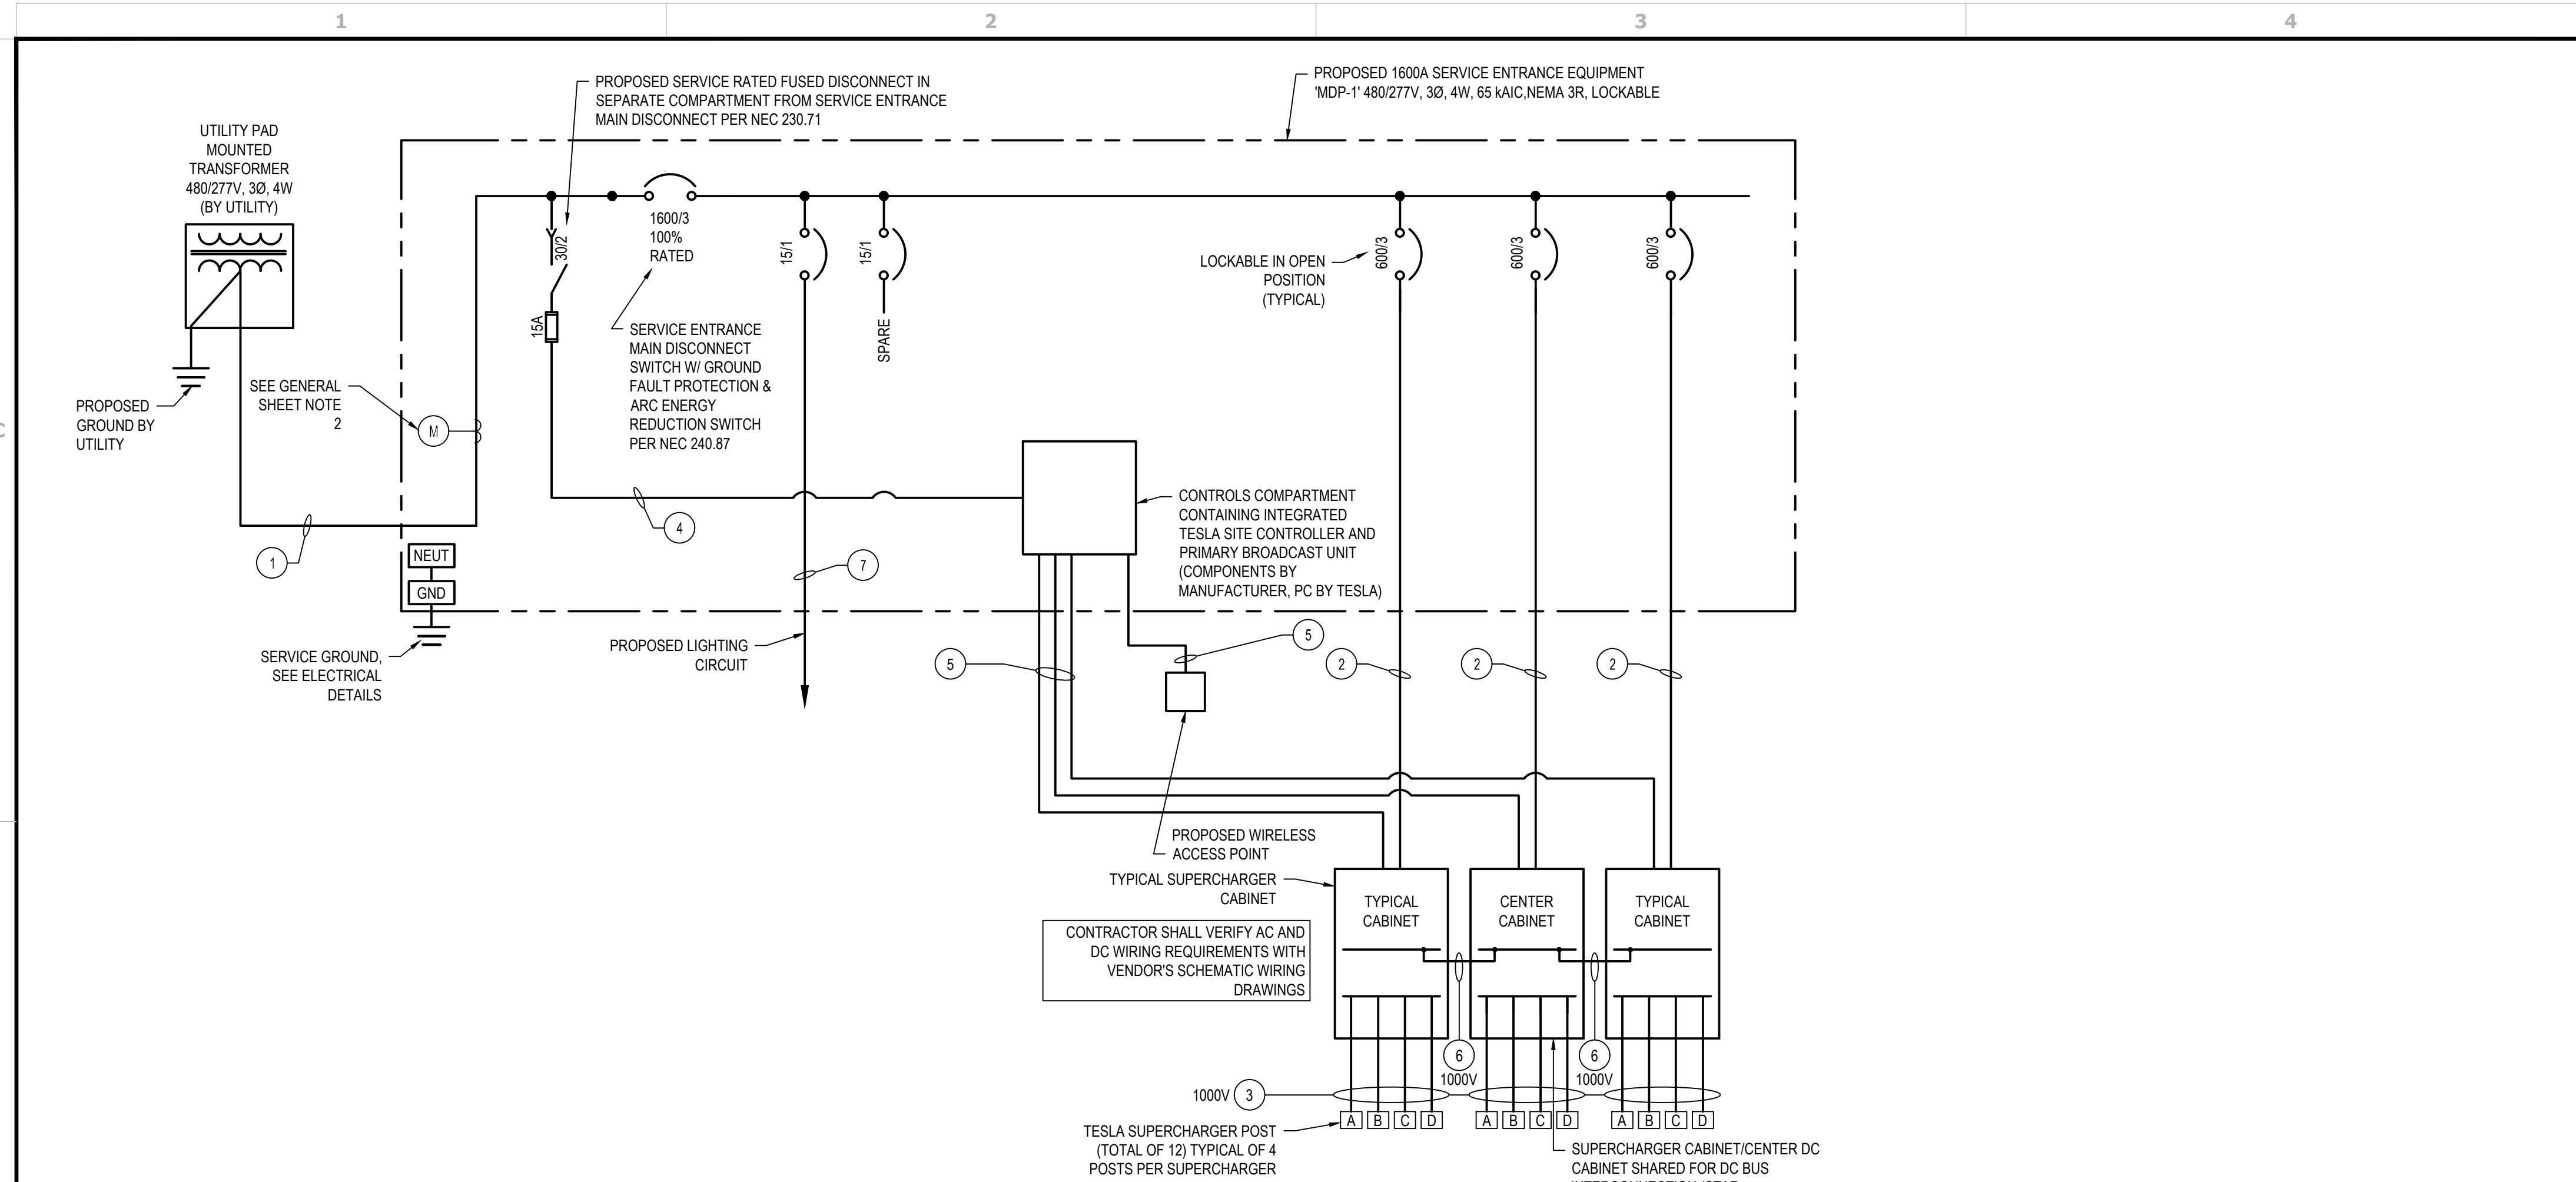 1
2
3
4
PROPOSED SERVICE RATED FUSED DISCONNECT IN
SEPARATE COMPARTMENT FROM SERVICE ENTRANCE
MAIN DISCONNECT PER NEC 230.71
PROPOSED 1600A SERVICE ENTRANCE EQUIPMENT
'MDP-1' 480/277V, 3Ø, 4W, 65 kAIC,NEMA 3R, LOCKABLE
UTILITY PAD
MOUNTED
TRANSFORMER
480/277V, 3Ø, 4W
(BY UTILITY)
30/2
15A
1600/3
100%
RATED
15/1
15/1
SPARE
LOCKABLE IN OPEN
POSITION
(TYPICAL)
600/3
600/3
600/3
SERVICE ENTRANCE
MAIN DISCONNECT
SWITCH W/ GROUND
FAULT PROTECTION &
ARC ENERGY
REDUCTION SWITCH
PER NEC 240.87
PROPOSED
GROUND BY
UTILITY
SEE GENERAL
SHEET NOTE
2
M
C
1
4
7
NEUT
GND
SERVICE GROUND,
SEE ELECTRICAL
DETAILS
CONTROLS COMPARTMENT
CONTAINING INTEGRATED
TESLA SITE CONTROLLER AND
PRIMARY BROADCAST UNIT
(COMPONENTS BY
MANUFACTURER, PC BY TESLA)
PROPOSED LIGHTING
CIRCUIT
5
5
2
2
2
PROPOSED WIRELESS
ACCESS POINT
TYPICAL SUPERCHARGER
CABINET
TYPICAL
CABINET
CENTER
CABINET
TYPICAL
CABINET
CONTRACTOR SHALL VERIFY AC AND
DC WIRING REQUIREMENTS WITH
VENDOR'S SCHEMATIC WIRING
DRAWINGS
6
1000V
6
1000V
1000V 3
A B C D
A B C D
A B C D
TESLA SUPERCHARGER POST
(TOTAL OF 12) TYPICAL OF 4
POSTS PER SUPERCHARGER
SUPERCHARGER CABINET/CENTER DC
CABINET SHARED FOR DC BUS